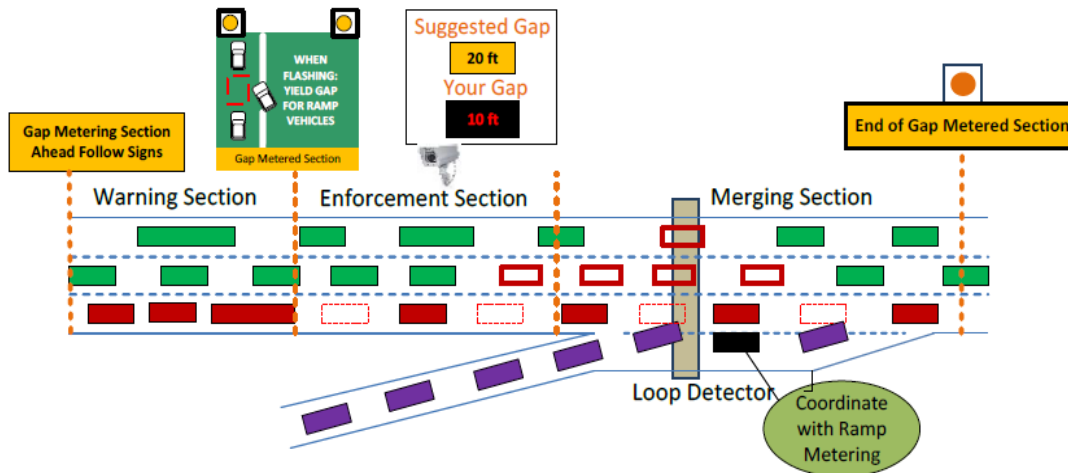 Gap Metering Section
Ahead Follow Signs
WHEN
FLASHING:
YIELD GAP
FOR RAMP
VEHICLES
Gap Metered Section
Suggested Gap
20 ft
Your Gap
10 ft
End of Gap Metered Section
Warning Section
Enforcement Section
Merging Section
Loop Detector
Coordinate
with Ramp
Metering